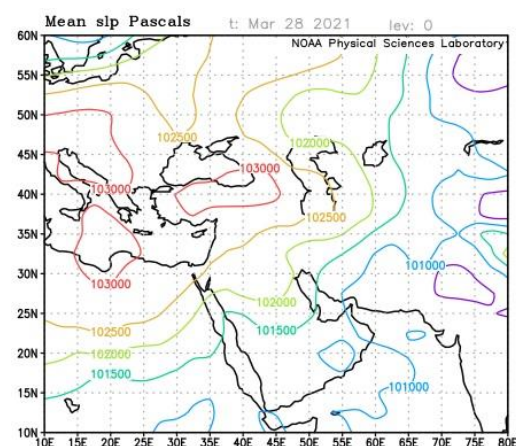 Mean slp Pascals t: Mar 28 2021 lev: 0
60N NOAA Physical Sciences Laboratory
55N
50N
102500 102000
45N
103000 103000
40N
102500
35N
101000
30N
103000 102000
25N
102500 101500
20N
102000
101500
15N
101000
10N
10E 15E 20E 25E 30E 35E 40E 45E 50E 55E 60E 65E 70E 75E 80E